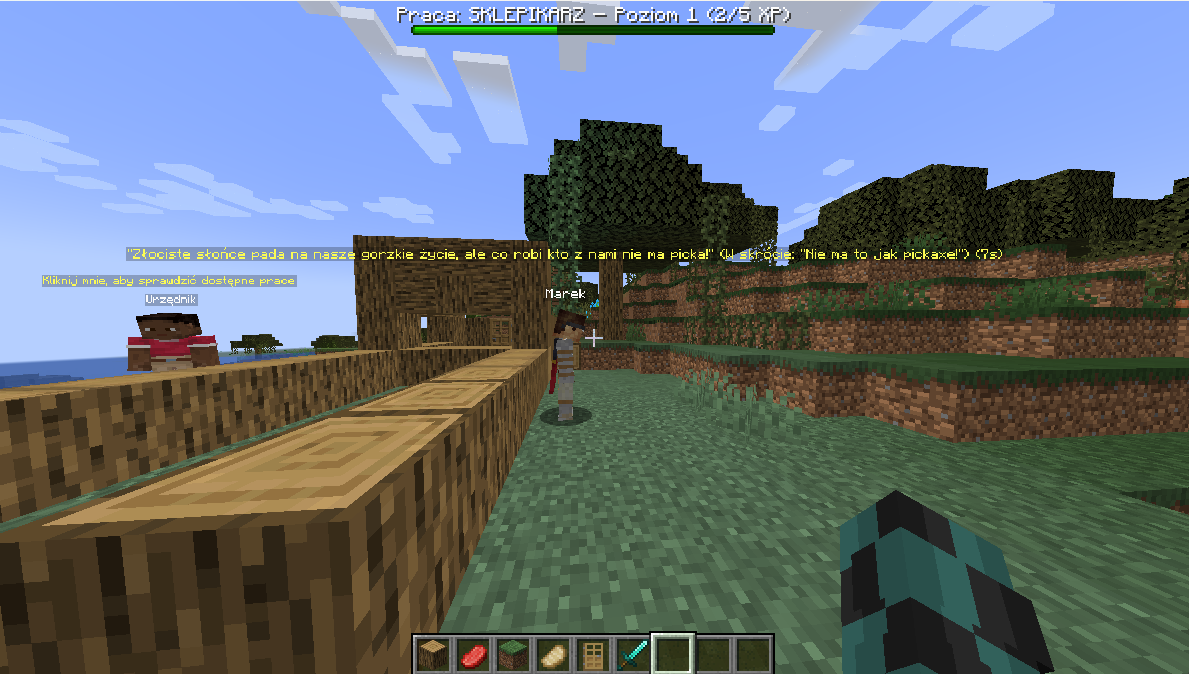 Praca: SKLEPIKARZ – Poziom 1 (2/5 XP)
"Złociste słońce pada na nasze gorzkie życie, ale co robi kto z nami nie ma picka!" (W skrócie: "Nie ma to jak pickaxe!") (7s)
Kliknij mnie, aby sprawdzić dostępne prace
Urzędnik
Marek